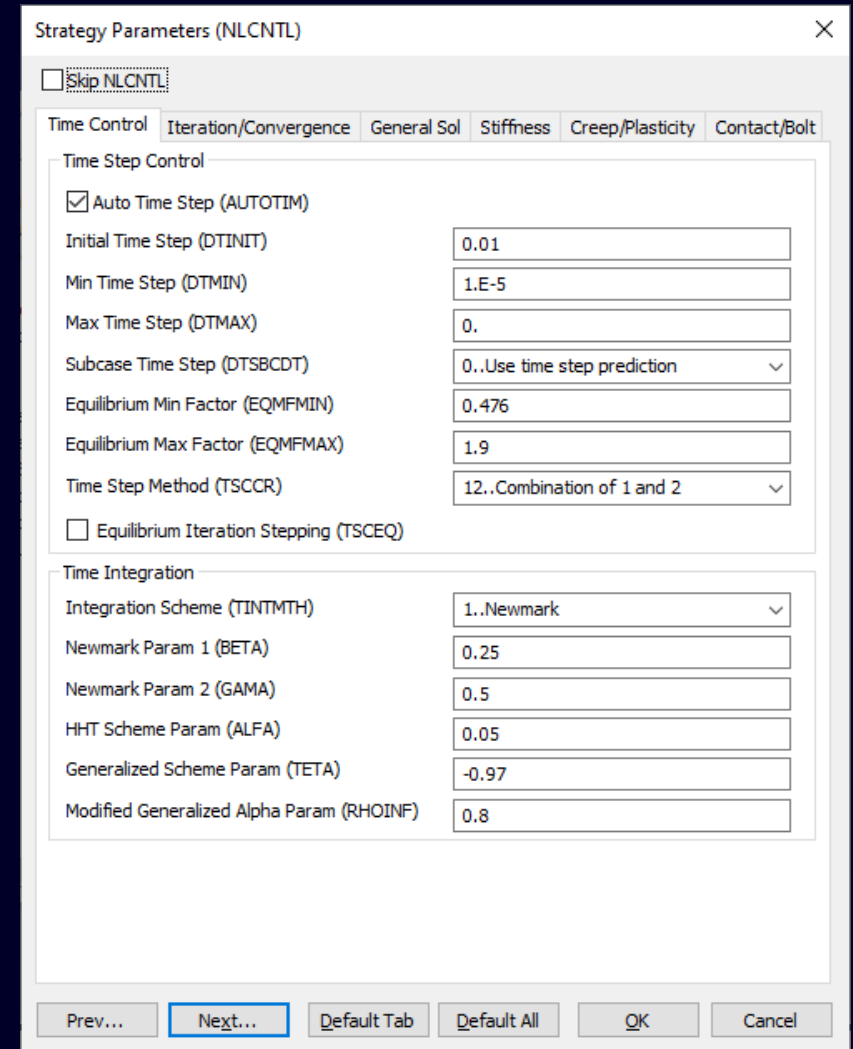 Strategy Parameters (NLCNTL)
Skip NLCNTL
Time Control Iteration/Convergence General Sol Stiffness Creep/Plasticity Contact/Bolt
Time Step Control
Auto Time Step (AUTOTIM)
Initial Time Step (DTINIT) 0.01
Min Time Step (DTMIN) 1.E-5
Max Time Step (DTMAX) 0.
Subcase Time Step (DTSBCDT) 0..Use time step prediction
Equilibrium Min Factor (EQMFMIN) 0.476
Equilibrium Max Factor (EQMFMAX) 1.9
Time Step Method (TSCCR) 12..Combination of 1 and 2
Equilibrium Iteration Stepping (TSCEQ)
Time Integration
Integration Scheme (TINTMTH) 1..Newmark
Newmark Param 1 (BETA) 0.25
Newmark Param 2 (GAMA) 0.5
HHT Scheme Param (ALFA) 0.05
Generalized Scheme Param (TETA) -0.97
Modified Generalized Alpha Param (RHOINF) 0.8
Prev... Next... Default Tab Default All OK Cancel